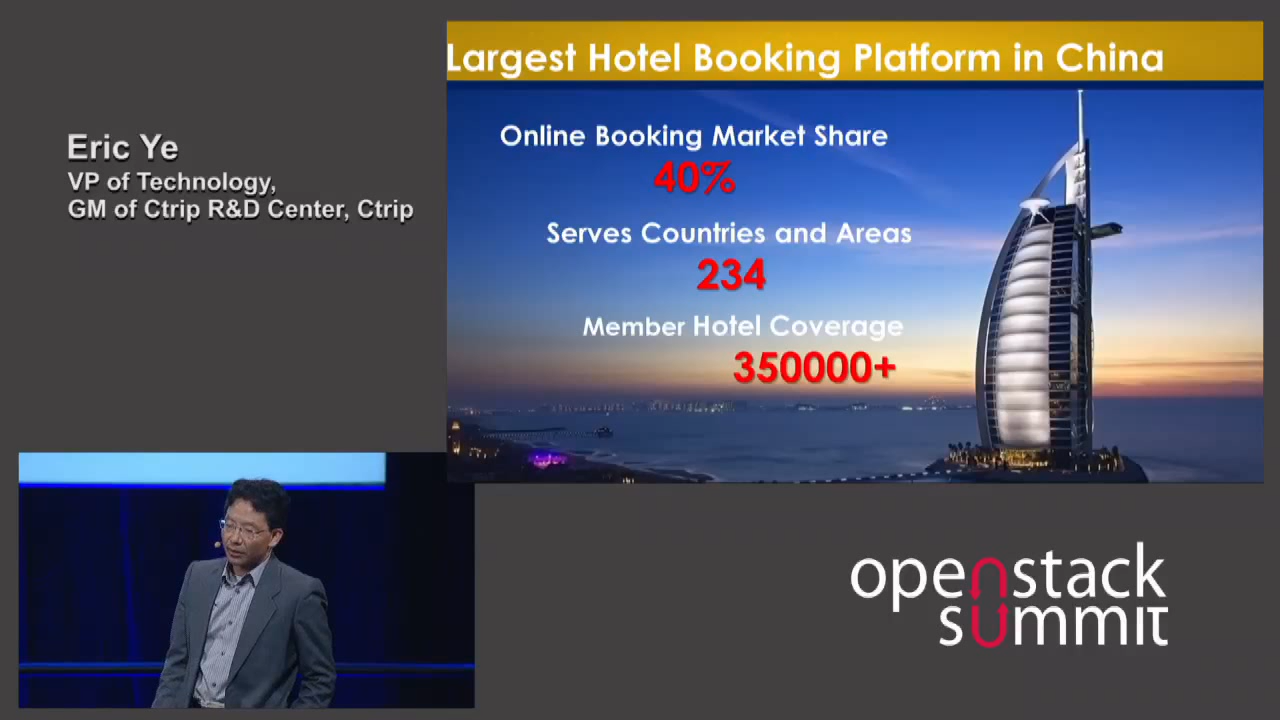 Largest Hotel Booking Platform in China
Online Booking Market Share
40%
Serves Countries and Areas
234
Member Hotel Coverage
350000+
Eric Ye
VP of Technology,
GM of Ctrip R&D Center, Ctrip
openstack
summit